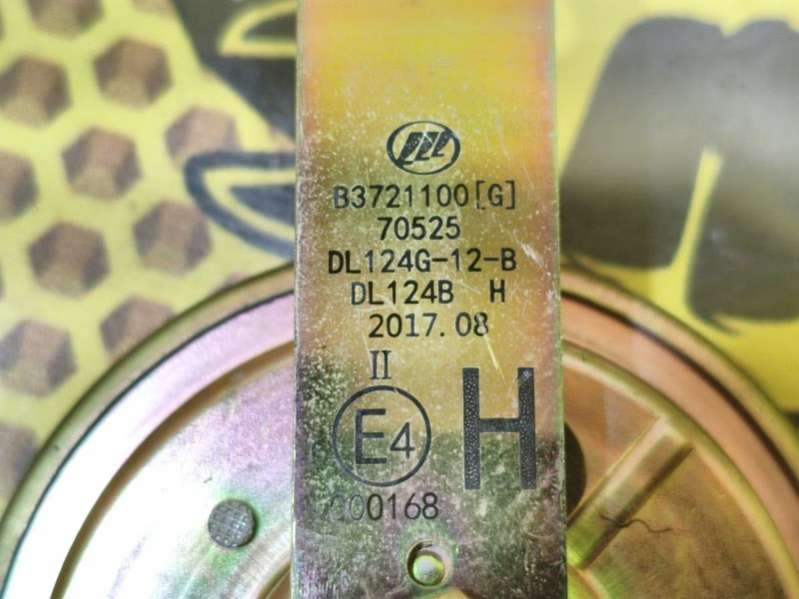 B3721100[G]
70525
DL124G-12-B
DL124B H
2017.08
II
E4 H
000168